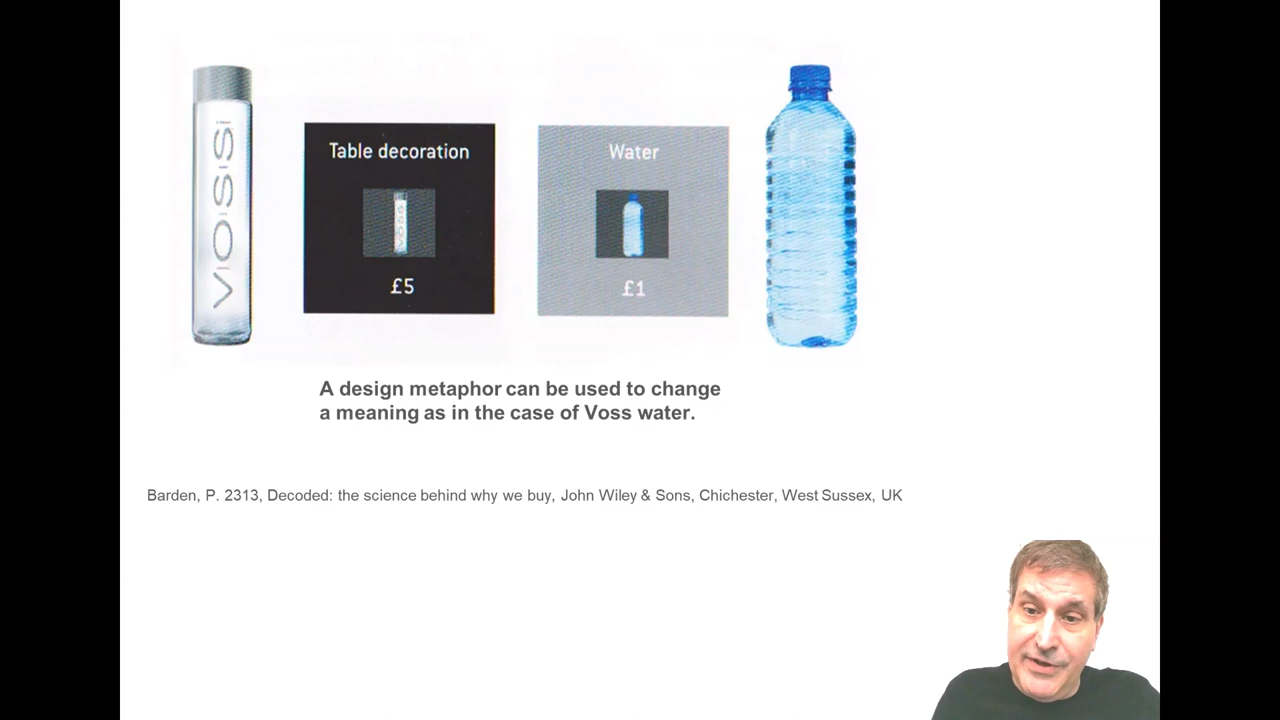 VOSS
Table decoration
VOSS
£5
Water
£1
A design metaphor can be used to change
a meaning as in the case of Voss water.
Barden, P. 2313, Decoded: the science behind why we buy, John Wiley & Sons, Chichester, West Sussex, UK